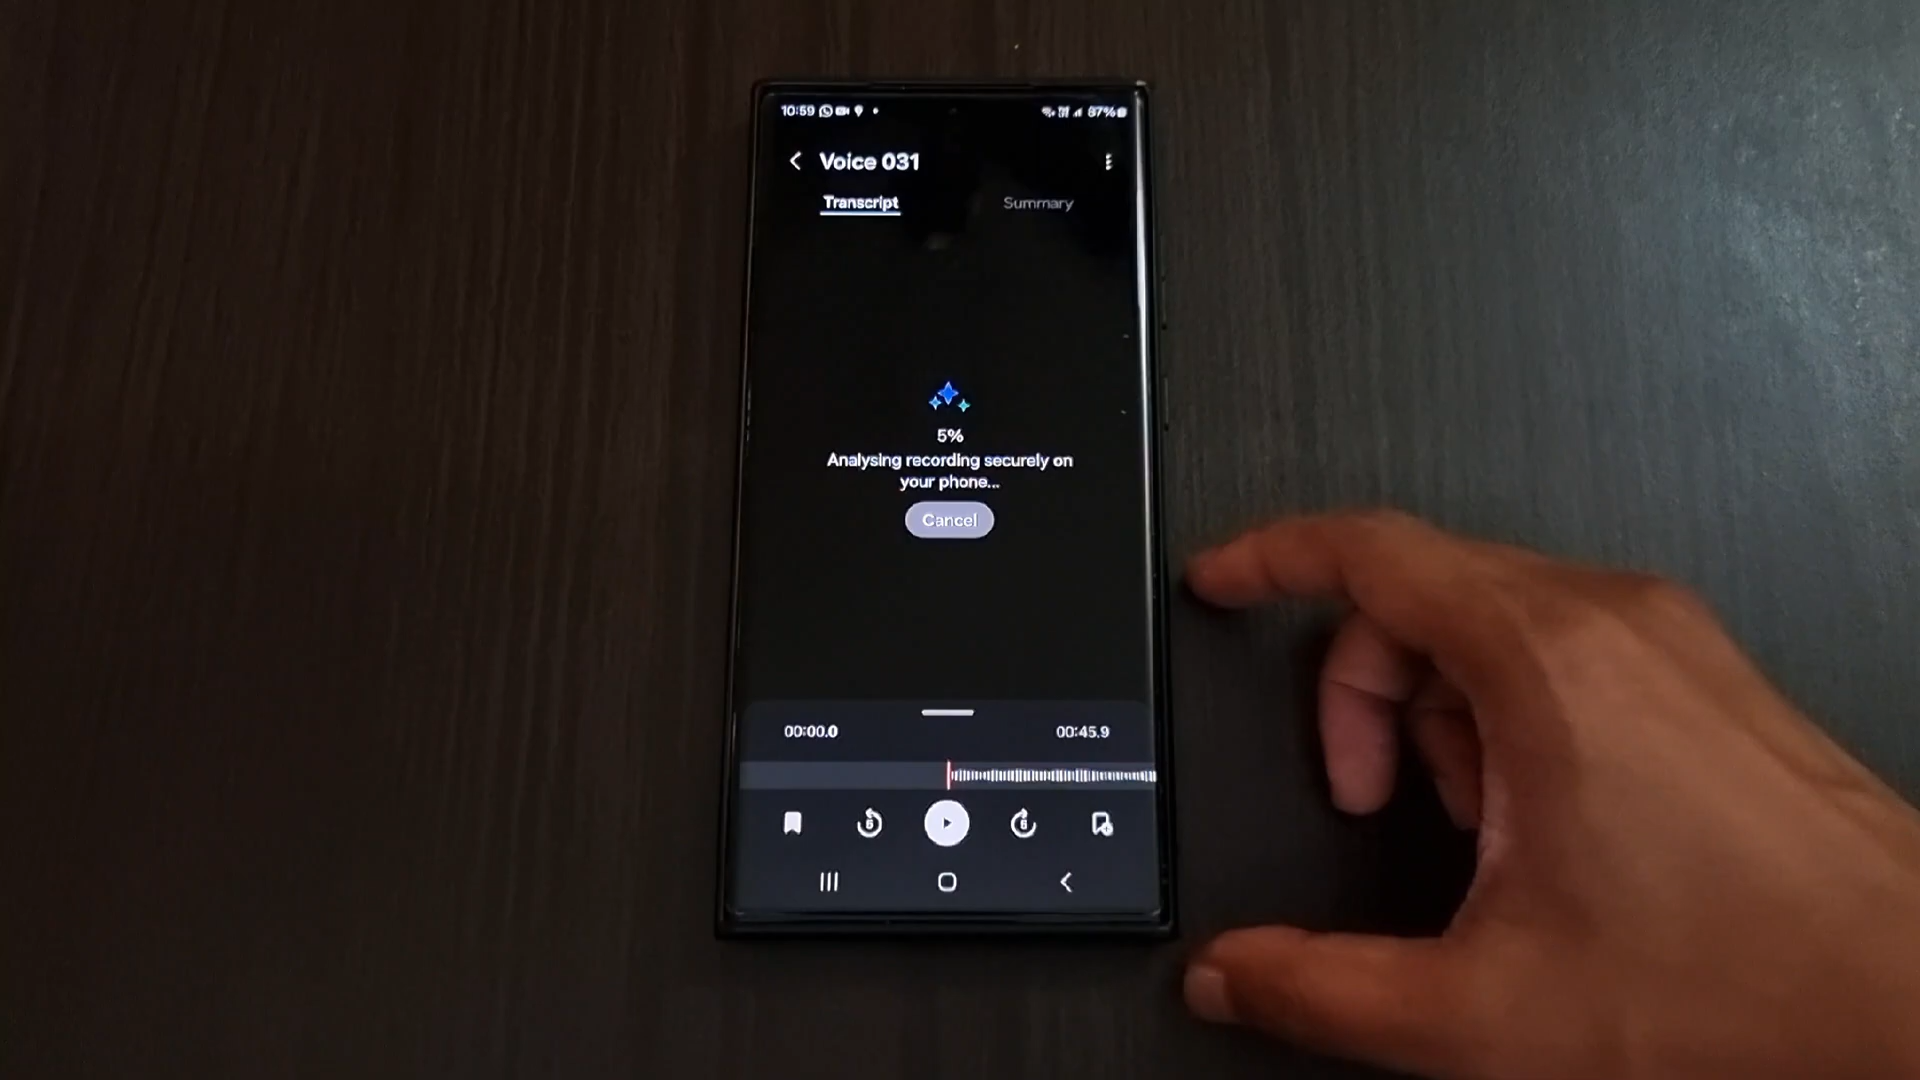 10:59 87%
Voice 031
Transcript Summary
5%
Analysing recording securely on
your phone...
Cancel
00:00.0 00:45.9